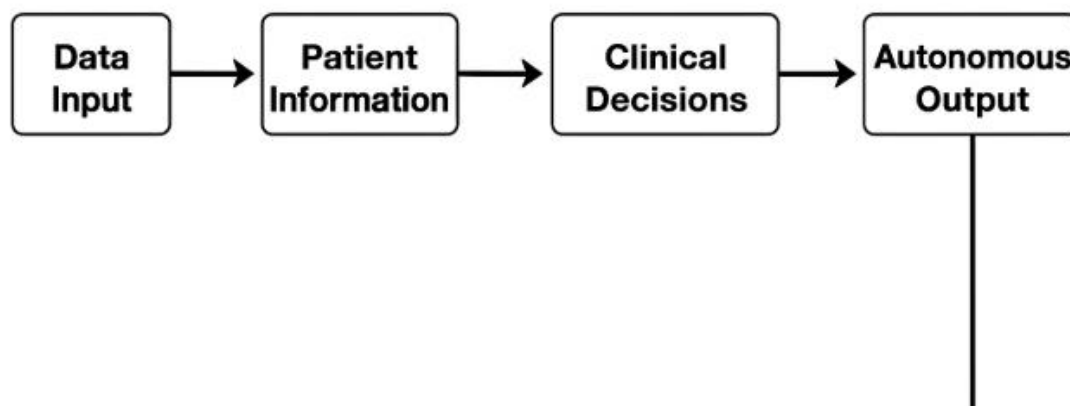 Data
Input
Patient
Information
Clinical
Decisions
Autonomous
Output